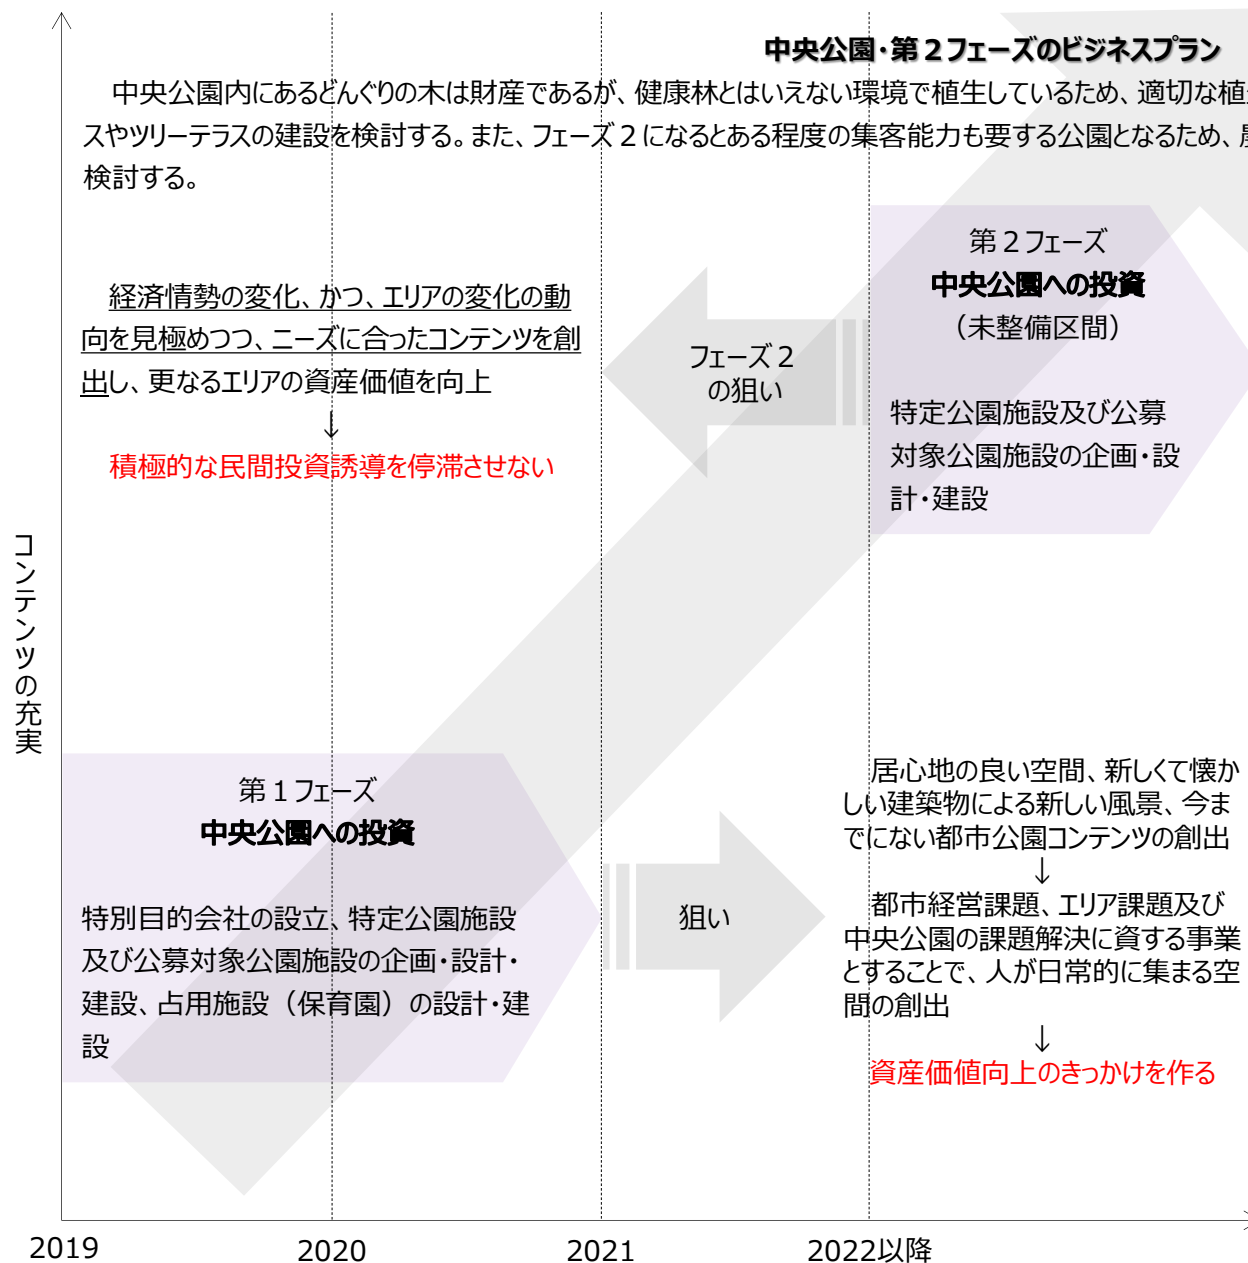 中央公園・第２フェーズのビジネスプラン
中央公園内にあるどんぐりの木は財産であるが、健康林とはいえない環境で植生しているため、適切な植
スやツリーテラスの建設を検討する。また、フェーズ２になるとある程度の集客能力も要する公園となるため、
検討する。
第２フェーズ
中央公園への投資
（未整備区間）
特定公園施設及び公募
対象公園施設の企画・設
計・建設
フェーズ２
の狙い
経済情勢の変化、かつ、エリアの変化の動
向を見極めつつ、ニーズに合ったコンテンツを創
出し、更なるエリアの資産価値を向上
↓
積極的な民間投資誘導を停滞させない
コンテンツの充実
第１フェーズ
中央公園への投資
特別目的会社の設立、特定公園施設
及び公募対象公園施設の企画・設計・
建設、占用施設（保育園）の設計・建
設
狙い
居心地の良い空間、新しくて懐か
しい建築物による新しい風景、今ま
でにない都市公園コンテンツの創出
↓
都市経営課題、エリア課題及び
中央公園の課題解決に資する事業
とすることで、人が日常的に集まる空
間の創出
↓
資産価値向上のきっかけを作る
2019
2020
2021
2022以降